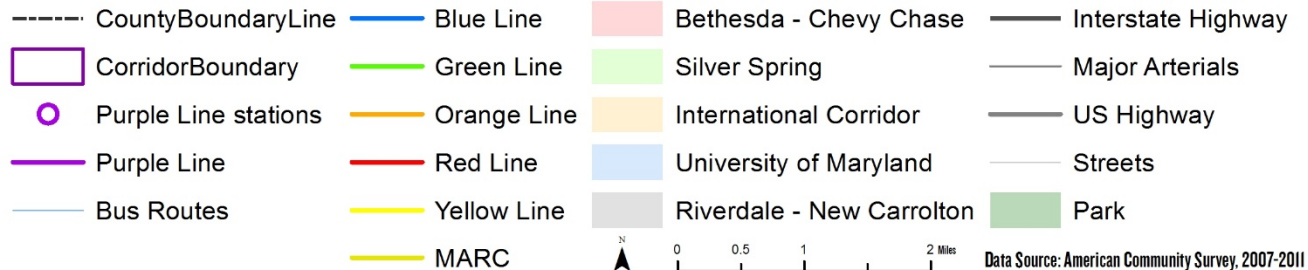 CountyBoundaryLine
CorridorBoundary
Purple Line stations
Purple Line
Bus Routes
Blue Line
Green Line
Orange Line
Red Line
Yellow Line
MARC
Bethesda - Chevy Chase
Silver Spring
International Corridor
University of Maryland
Riverdale - New Carrolton
N
0 0.5 1 2 Miles
Interstate Highway
Major Arterials
US Highway
Streets
Park
Data Source: American Community Survey, 2007-2011